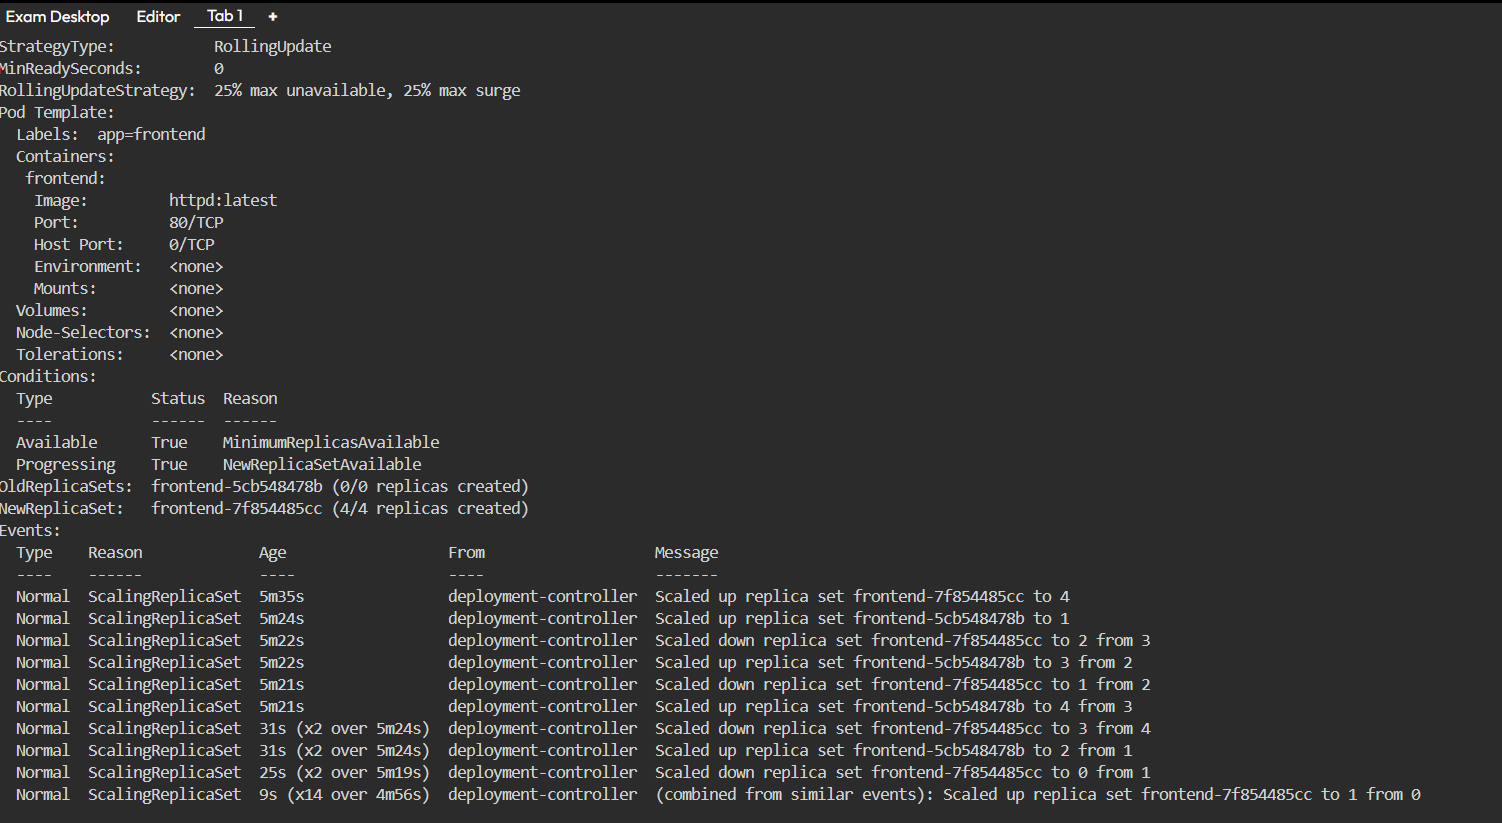 Exam Desktop Editor Tab 1 +
StrategyType: RollingUpdate
MinReadySeconds: 0
RollingUpdateStrategy: 25% max unavailable, 25% max surge
Pod Template:
Labels: app=frontend
Containers:
frontend:
Image: httpd:latest
Port: 80/TCP
Host Port: 0/TCP
Environment: <none>
Mounts: <none>
Volumes: <none>
Node-Selectors: <none>
Tolerations: <none>
Conditions:
Type Status Reason
---- ------ ------
Available True MinimumReplicasAvailable
Progressing True NewReplicaSetAvailable
OldReplicaSets: frontend-5cb548478b (0/0 replicas created)
NewReplicaSet: frontend-7f854485cc (4/4 replicas created)
Events:
Type Reason Age From Message
---- ------ ---- ---- -------
Normal ScalingReplicaSet 5m35s deployment-controller Scaled up replica set frontend-7f854485cc to 4
Normal ScalingReplicaSet 5m24s deployment-controller Scaled up replica set frontend-5cb548478b to 1
Normal ScalingReplicaSet 5m22s deployment-controller Scaled down replica set frontend-7f854485cc to 2 from 3
Normal ScalingReplicaSet 5m22s deployment-controller Scaled up replica set frontend-5cb548478b to 3 from 2
Normal ScalingReplicaSet 5m21s deployment-controller Scaled down replica set frontend-7f854485cc to 1 from 2
Normal ScalingReplicaSet 5m21s deployment-controller Scaled up replica set frontend-5cb548478b to 4 from 3
Normal ScalingReplicaSet 31s (x2 over 5m24s) deployment-controller Scaled down replica set frontend-7f854485cc to 3 from 4
Normal ScalingReplicaSet 31s (x2 over 5m24s) deployment-controller Scaled up replica set frontend-5cb548478b to 2 from 1
Normal ScalingReplicaSet 25s (x2 over 5m19s) deployment-controller Scaled down replica set frontend-7f854485cc to 0 from 1
Normal ScalingReplicaSet 9s (x14 over 4m56s) deployment-controller (combined from similar events): Scaled up replica set frontend-7f854485cc to 1 from 0